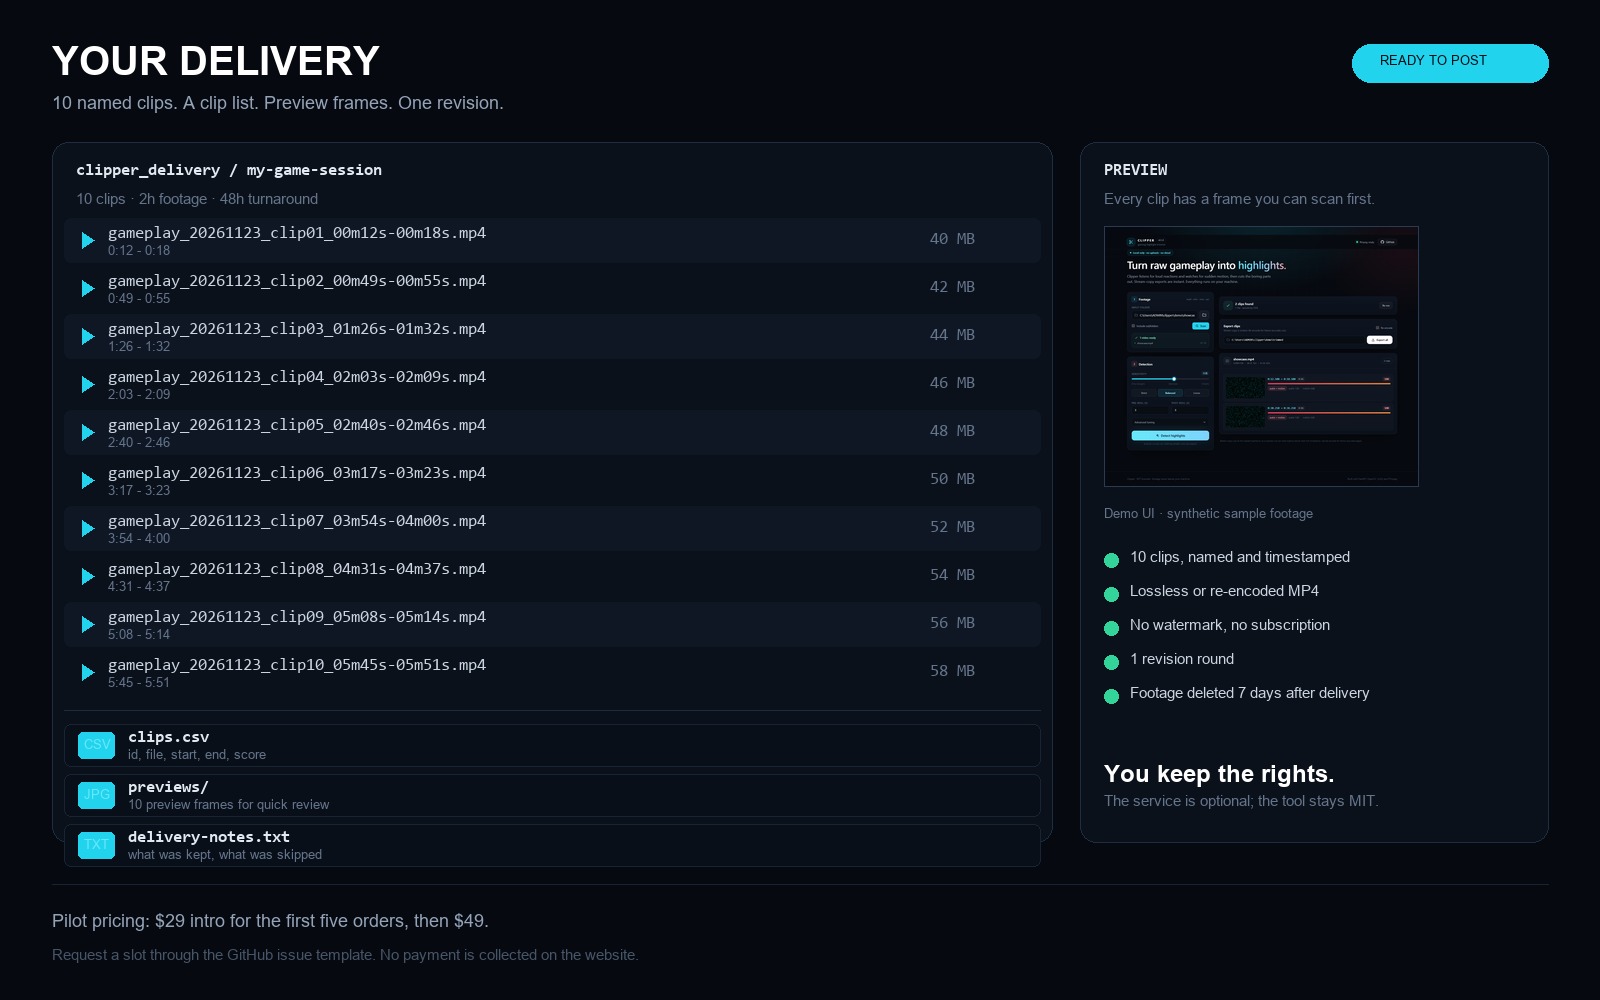 YOUR DELIVERY
READY TO POST
10 named clips. A clip list. Preview frames. One revision.
clipper_delivery / my-game-session
10 clips · 2h footage · 48h turnaround
gameplay_20261123_clip01_00m12s-00m18s.mp4
0:12 - 0:18
40 MB
gameplay_20261123_clip02_00m49s-00m55s.mp4
0:49 - 0:55
42 MB
gameplay_20261123_clip03_01m26s-01m32s.mp4
1:26 - 1:32
44 MB
gameplay_20261123_clip04_02m03s-02m09s.mp4
2:03 - 2:09
46 MB
gameplay_20261123_clip05_02m40s-02m46s.mp4
2:40 - 2:46
48 MB
gameplay_20261123_clip06_03m17s-03m23s.mp4
3:17 - 3:23
50 MB
gameplay_20261123_clip07_03m54s-04m00s.mp4
3:54 - 4:00
52 MB
gameplay_20261123_clip08_04m31s-04m37s.mp4
4:31 - 4:37
54 MB
gameplay_20261123_clip09_05m08s-05m14s.mp4
5:08 - 5:14
56 MB
gameplay_20261123_clip10_05m45s-05m51s.mp4
5:45 - 5:51
58 MB
CSV
clips.csv
id, file, start, end, score
JPG
previews/
10 preview frames for quick review
TXT
delivery-notes.txt
what was kept, what was skipped
PREVIEW
Every clip has a frame you can scan first.
CLIPPER
Turn raw gameplay into highlights.
Footage
2 clips found
Export clips
Detection
Detect highlights
Demo UI · synthetic sample footage
10 clips, named and timestamped
Lossless or re-encoded MP4
No watermark, no subscription
1 revision round
Footage deleted 7 days after delivery
You keep the rights.
The service is optional; the tool stays MIT.
Pilot pricing: $29 intro for the first five orders, then $49.
Request a slot through the GitHub issue template. No payment is collected on the website.